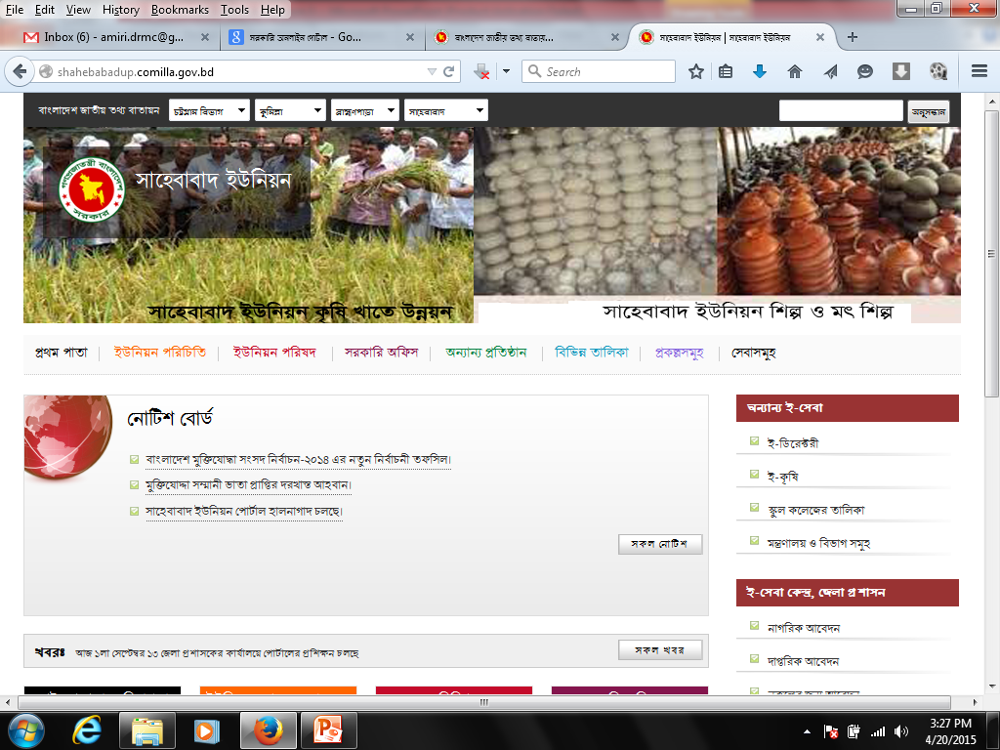 File Edit View History Bookmarks Tools Help
Inbox (6) - amiri.drmc@g... সরকারি অনলাইন পোর্টাল - Go... বাংলাদেশ জাতীয় তথ্য বাতায়... সাহেবাবাদ ইউনিয়ন | সাহেবাবাদ ইউনিয়ন
shahebabadup.comilla.gov.bd Search
বাংলাদেশ জাতীয় তথ্য বাতায়ন চট্টগ্রাম বিভাগ কুমিল্লা ব্রাহ্মণপাড়া সাহেবাবাদ অনুসন্ধান
গণপ্রজাতন্ত্রী বাংলাদেশ
সরকার
সাহেবাবাদ ইউনিয়ন
সাহেবাবাদ ইউনিয়ন কৃষি খাতে উন্নয়ন
সাহেবাবাদ ইউনিয়ন শিল্প ও মৎ শিল্প
প্রথম পাতা ইউনিয়ন পরিচিতি ইউনিয়ন পরিষদ সরকারি অফিস অন্যান্য প্রতিষ্ঠান বিভিন্ন তালিকা প্রকল্পসমুহ সেবাসমুহ
নোটিশ বোর্ড
বাংলাদেশ মুক্তিযোদ্ধা সংসদ নির্বাচন-২০১৪ এর নতুন নির্বাচনী তফসিল।
মুক্তিযোদ্দা সম্মানী ভাতা প্রাপ্তির দরখাস্ত আহবান।
সাহেবাবাদ ইউনিয়ন পোর্টাল হালনাগাদ চলছে।
সকল নোটিশ
খবরঃ আজ ১লা সেপ্টেম্বর ১৩ জেলা প্রশাসকের কার্যালয়ে পোর্টালের প্রশিক্ষন চলছে
সকল খবর
অন্যান্য ই-সেবা
ই-ডিরেক্টরী
ই-কৃষি
স্কুল কলেজের তালিকা
মন্ত্রণালয় ও বিভাগ সমুহ
ই-সেবা কেন্দ্র, জেলা প্রশাসন
নাগরিক আবেদন
দাপ্তরিক আবেদন
3:27 PM
4/20/2015